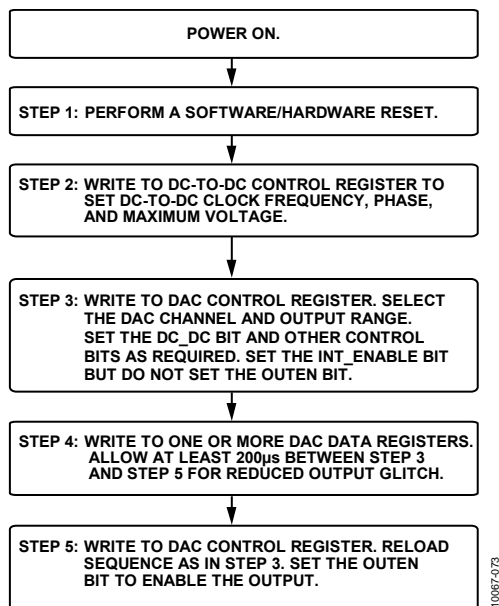 POWER ON.
STEP 1: PERFORM A SOFTWARE/HARDWARE RESET.
STEP 2: WRITE TO DC-TO-DC CONTROL REGISTER TO
SET DC-TO-DC CLOCK FREQUENCY, PHASE,
AND MAXIMUM VOLTAGE.
STEP 3: WRITE TO DAC CONTROL REGISTER. SELECT
THE DAC CHANNEL AND OUTPUT RANGE.
SET THE DC_DC BIT AND OTHER CONTROL
BITS AS REQUIRED. SET THE INT_ENABLE BIT
BUT DO NOT SET THE OUTEN BIT.
STEP 4: WRITE TO ONE OR MORE DAC DATA REGISTERS.
ALLOW AT LEAST 200µs BETWEEN STEP 3
AND STEP 5 FOR REDUCED OUTPUT GLITCH.
STEP 5: WRITE TO DAC CONTROL REGISTER. RELOAD
SEQUENCE AS IN STEP 3. SET THE OUTEN
BIT TO ENABLE THE OUTPUT.
10067-073